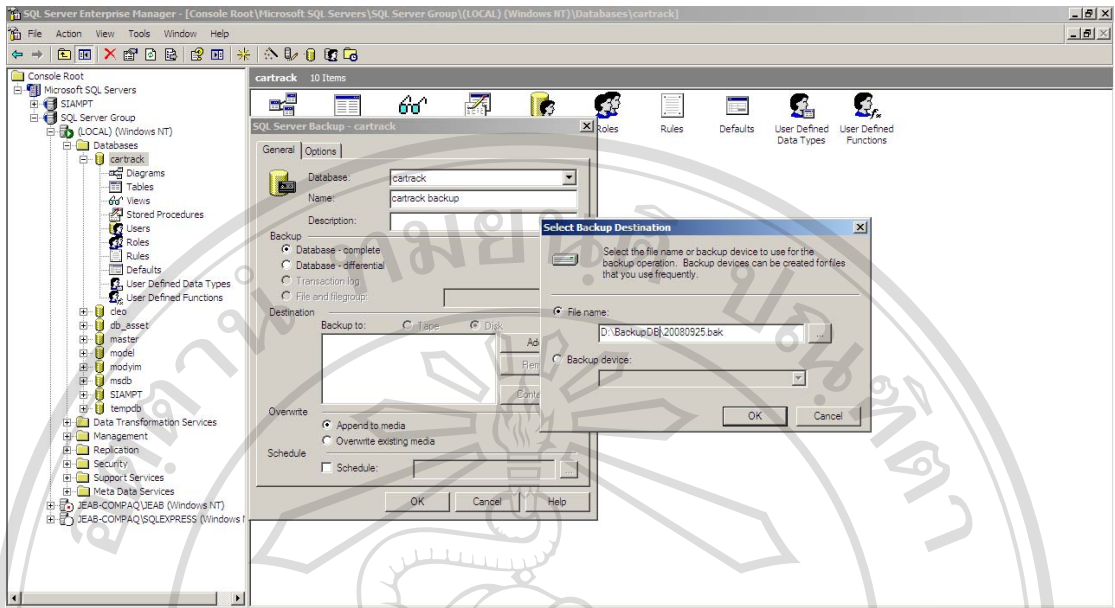 SQL Server Enterprise Manager - [Console Root\Microsoft SQL Servers\SQL Server Group\(LOCAL) (Windows NT)\Databases\cartrack]
File Action View Tools Window Help
Console Root
Microsoft SQL Servers
SIAMPT
SQL Server Group
(LOCAL) (Windows NT)
Databases
cartrack
Diagrams
Tables
Views
Stored Procedures
Users
Roles
Rules
Defaults
User Defined Data Types
User Defined Functions
cleo
db_asset
master
model
modyim
msdb
SIAMPT
tempdb
Data Transformation Services
Management
Replication
Security
Support Services
Meta Data Services
JEAB-COMPAQ\JEAB (Windows NT)
JEAB-COMPAQ\SQLEXPRESS (Windows
cartrack 10 Items
Roles
Rules
Defaults
User Defined Data Types
User Defined Functions
SQL Server Backup - cartrack
General
Options
Database:
cartrack
Name:
cartrack backup
Description:
Backup
Database - complete
Database - differential
Transaction log
File and filegroup:
Destination
Backup to:
Tape
Disk
Overwrite
Append to media
Overwrite existing media
Schedule
Schedule:
...
OK
Cancel
Help
Select Backup Destination
Select the file name or backup device to use for the
backup operation. Backup devices can be created for files
that you use frequently.
File name:
D:\BackupDB\20080925.bak
...
Backup device:
OK
Cancel